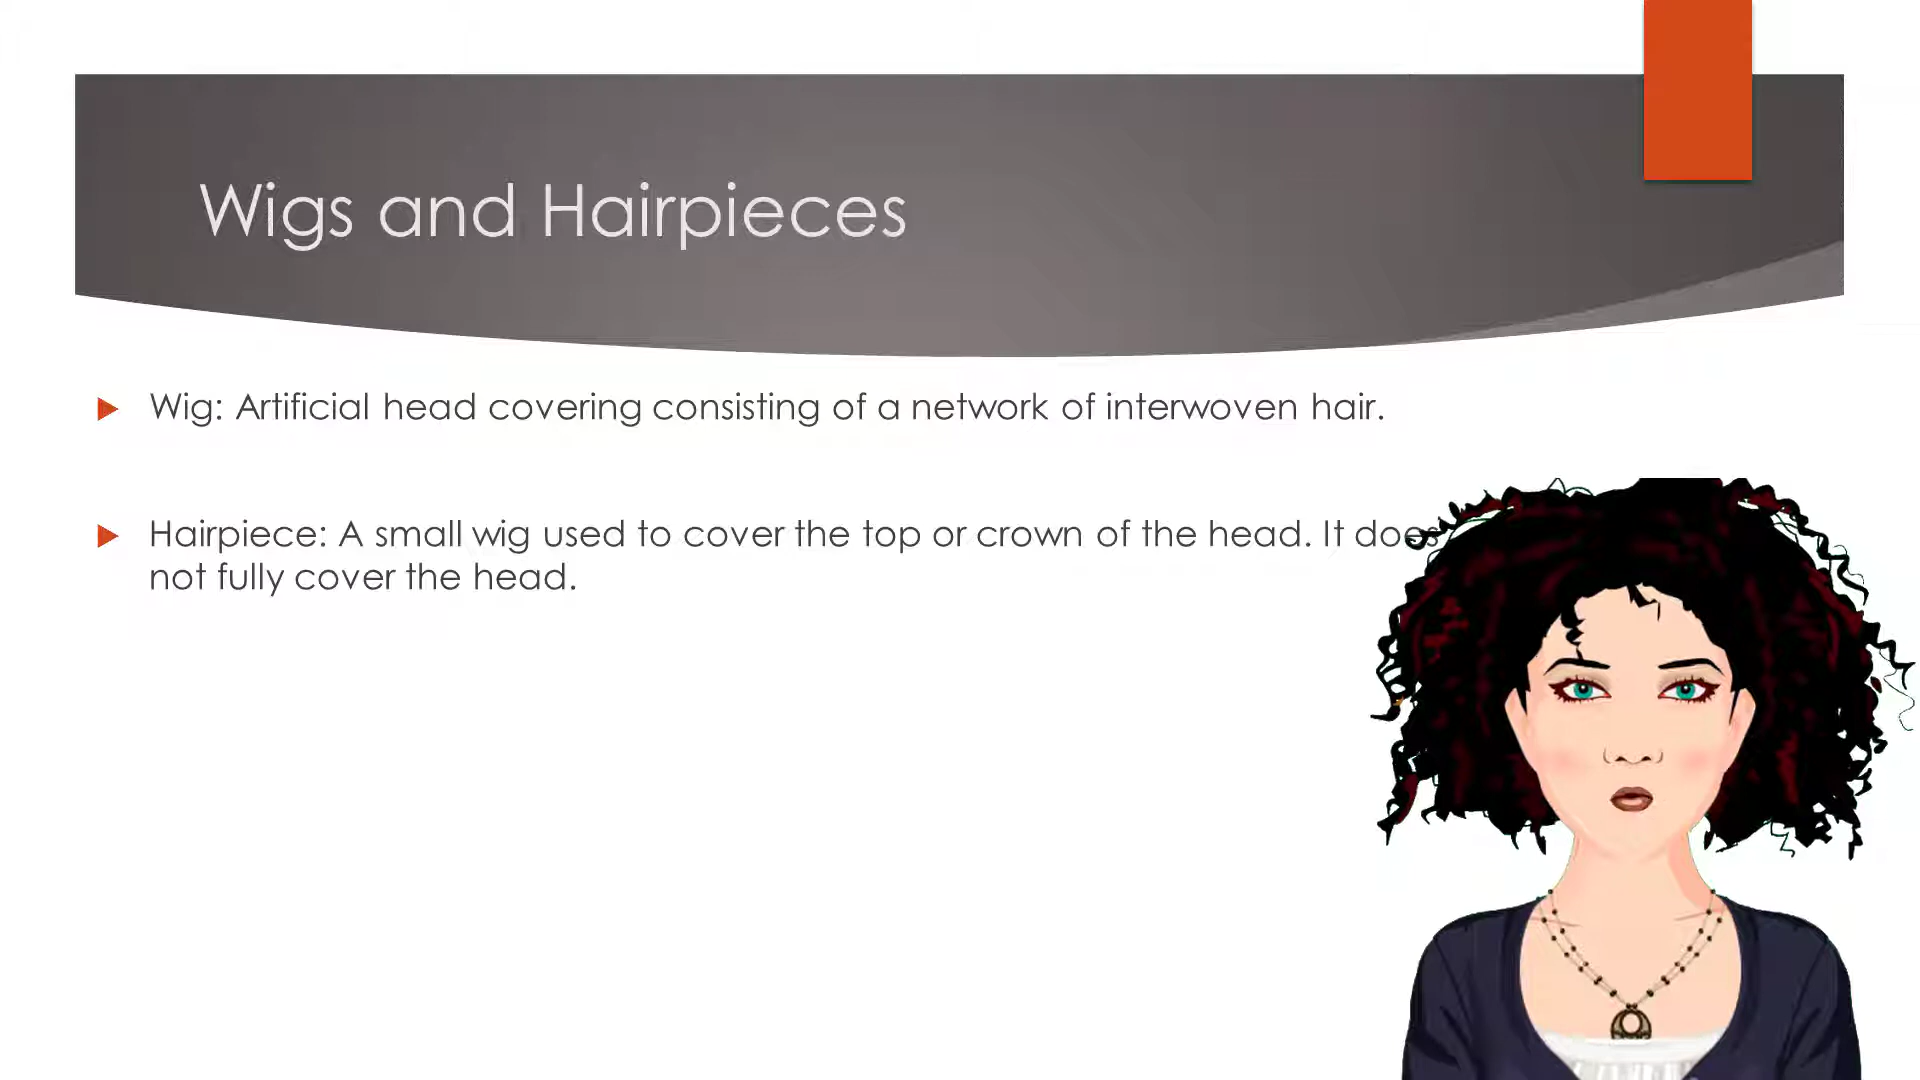 Wigs and Hairpieces
Wig: Artificial head covering consisting of a network of interwoven hair.
Hairpiece: A small wig used to cover the top or crown of the head. It does
not fully cover the head.